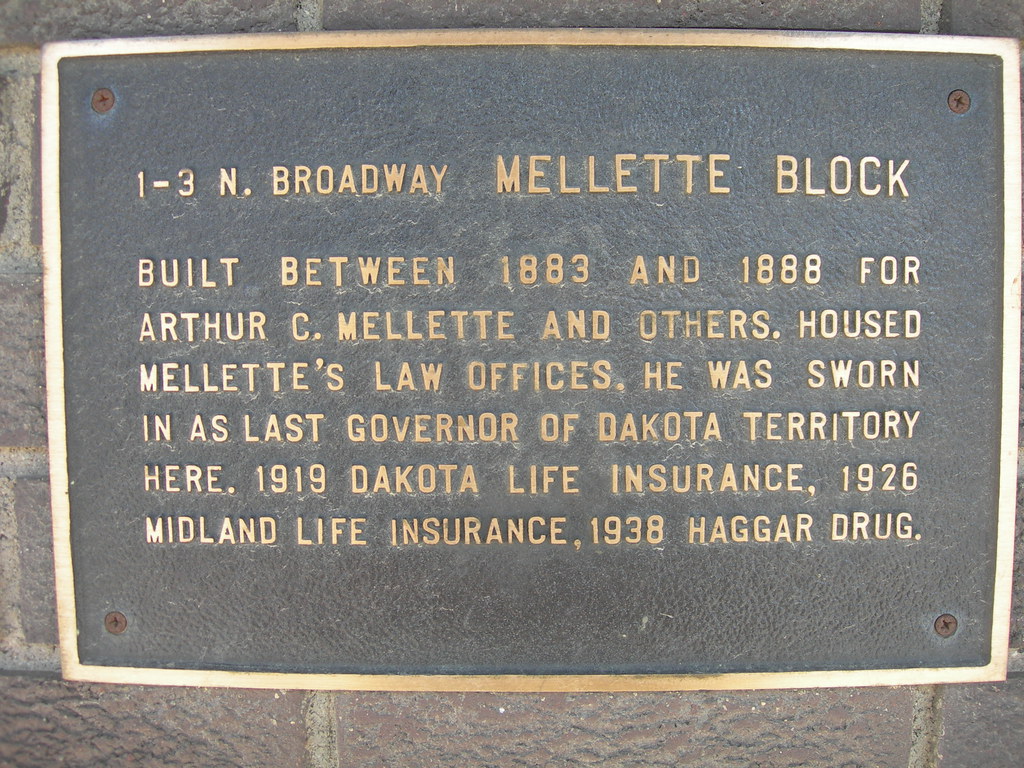 1-3 N. BROADWAY MELLETTE BLOCK
BUILT BETWEEN 1883 AND 1888 FOR
ARTHUR C. MELLETTE AND OTHERS. HOUSED
MELLETTE'S LAW OFFICES. HE WAS SWORN
IN AS LAST GOVERNOR OF DAKOTA TERRITORY
HERE. 1919 DAKOTA LIFE INSURANCE, 1926
MIDLAND LIFE INSURANCE, 1938 HAGGAR DRUG.